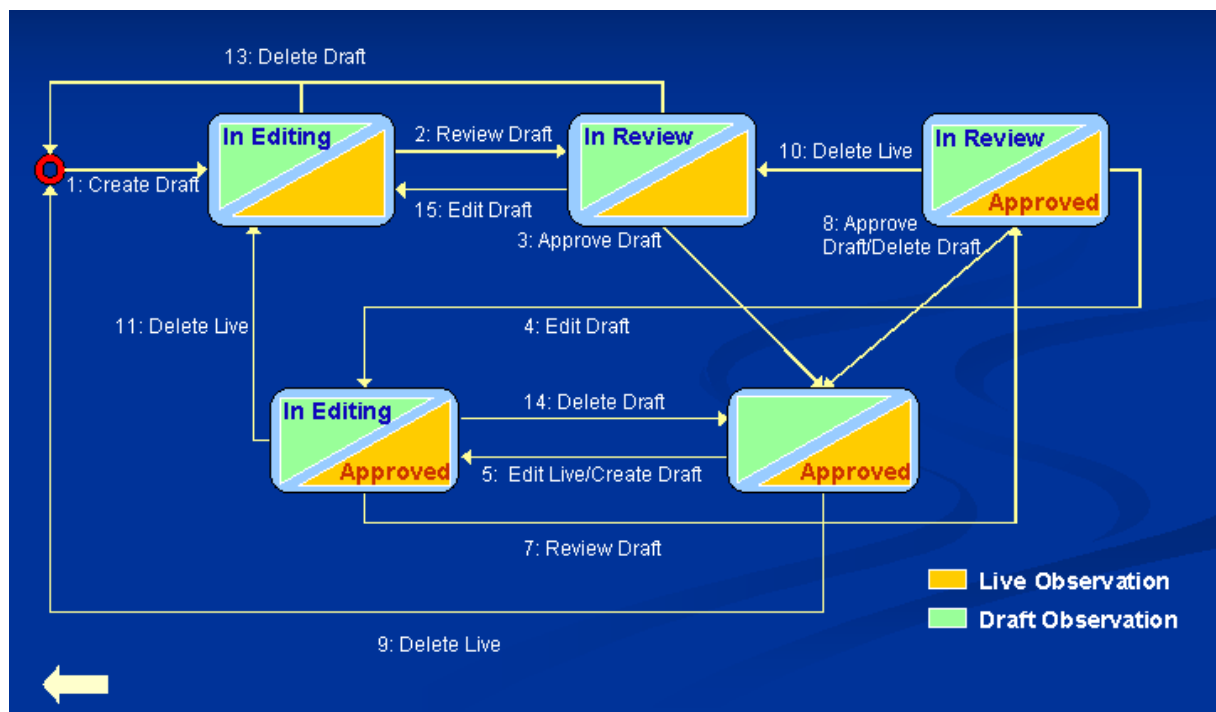 13: Delete Draft
In Editing
2: Review Draft
In Review
10: Delete Live
In Review
1: Create Draft
15: Edit Draft
Approved
3: Approve Draft
8: Approve
Draft/Delete Draft
11: Delete Live
4: Edit Draft
In Editing
14: Delete Draft
Approved
5: Edit Live/Create Draft
Approved
7: Review Draft
Live Observation
Draft Observation
9: Delete Live